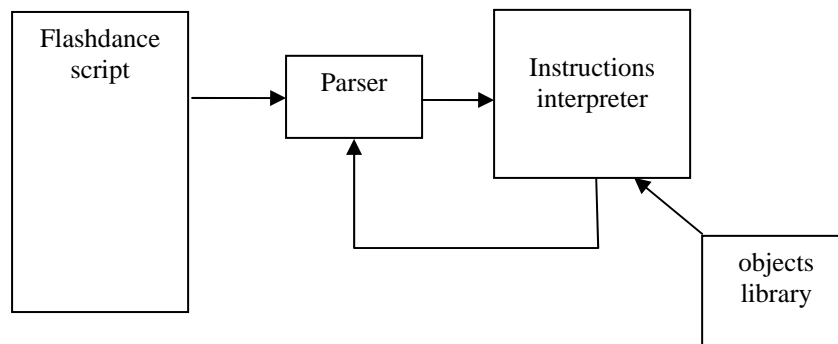 Flashdance
script
Parser
Instructions
interpreter
objects
library